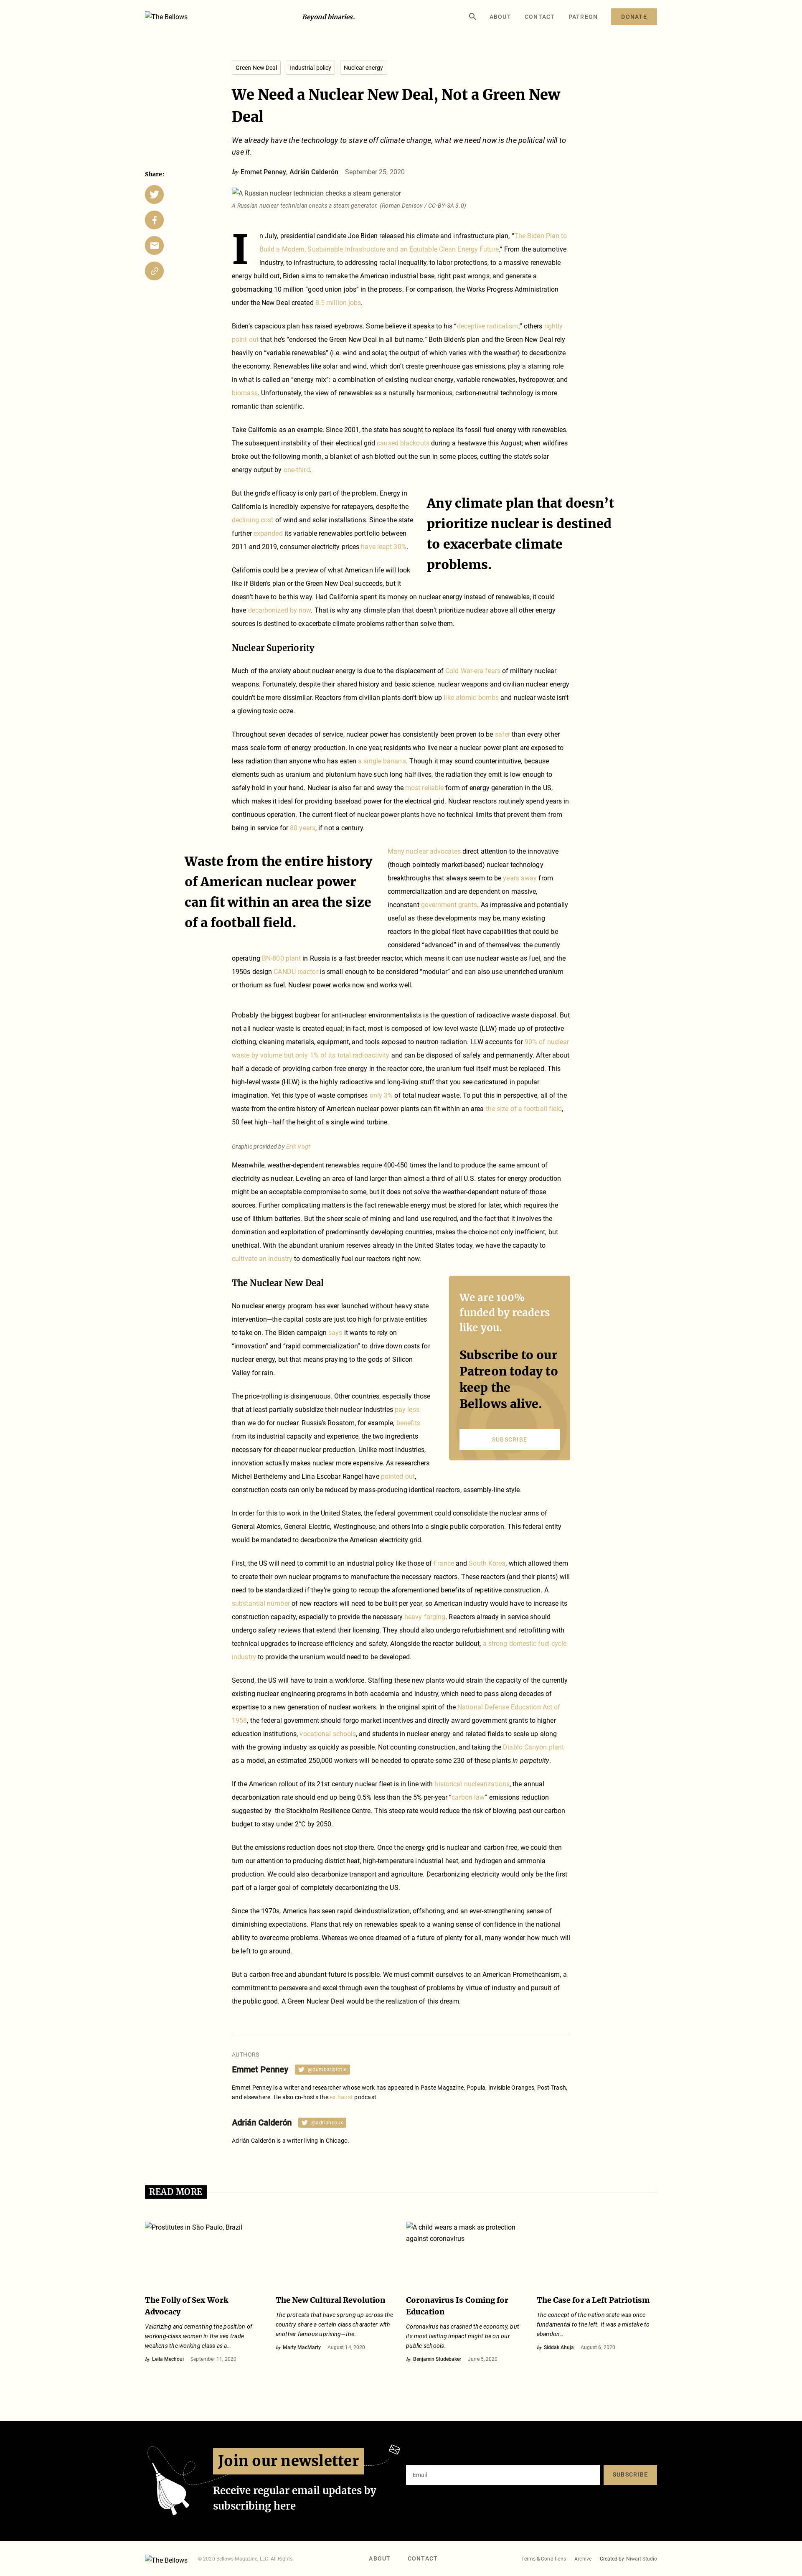 The Bellows
Beyond binaries.
ABOUT
CONTACT
PATREON
DONATE
Green New Deal
Industrial policy
Nuclear energy
We Need a Nuclear New Deal, Not a Green New
Deal
We already have the technology to stave off climate change, what we need now is the political will to
use it.
by Emmet Penney, Adrián Calderón September 25, 2020
Share:
A Russian nuclear technician checks a steam generator
A Russian nuclear technician checks a steam generator. (Roman Denisov / CC-BY-SA 3.0)
In July, presidential candidate Joe Biden released his climate and infrastructure plan, “The Biden Plan to
Build a Modern, Sustainable Infrastructure and an Equitable Clean Energy Future.” From the automotive
industry, to infrastructure, to addressing racial inequality, to labor protections, to a massive renewable
energy build out, Biden aims to remake the American industrial base, right past wrongs, and generate a
gobsmacking 10 million “good union jobs” in the process. For comparison, the Works Progress Administration
under the New Deal created 8.5 million jobs.
Biden’s capacious plan has raised eyebrows. Some believe it speaks to his “deceptive radicalism;” others rightly
point out that he’s “endorsed the Green New Deal in all but name.” Both Biden’s plan and the Green New Deal rely
heavily on “variable renewables” (i.e. wind and solar, the output of which varies with the weather) to decarbonize
the economy. Renewables like solar and wind, which don’t create greenhouse gas emissions, play a starring role
in what is called an “energy mix”: a combination of existing nuclear energy, variable renewables, hydropower, and
biomass. Unfortunately, the view of renewables as a naturally harmonious, carbon-neutral technology is more
romantic than scientific.
Take California as an example. Since 2001, the state has sought to replace its fossil fuel energy with renewables.
The subsequent instability of their electrical grid caused blackouts during a heatwave this August; when wildfires
broke out the following month, a blanket of ash blotted out the sun in some places, cutting the state’s solar
energy output by one-third.
But the grid’s efficacy is only part of the problem. Energy in
California is incredibly expensive for ratepayers, despite the
declining cost of wind and solar installations. Since the state
further expanded its variable renewables portfolio between
2011 and 2019, consumer electricity prices have leapt 30%.
Any climate plan that doesn’t
prioritize nuclear is destined
to exacerbate climate
problems.
California could be a preview of what American life will look
like if Biden’s plan or the Green New Deal succeeds, but it
doesn’t have to be this way. Had California spent its money on nuclear energy instead of renewables, it could
have decarbonized by now. That is why any climate plan that doesn’t prioritize nuclear above all other energy
sources is destined to exacerbate climate problems rather than solve them.
Nuclear Superiority
Much of the anxiety about nuclear energy is due to the displacement of Cold War-era fears of military nuclear
weapons. Fortunately, despite their shared history and basic science, nuclear weapons and civilian nuclear energy
couldn’t be more dissimilar. Reactors from civilian plants don’t blow up like atomic bombs and nuclear waste isn’t
a glowing toxic ooze.
Throughout seven decades of service, nuclear power has consistently been proven to be safer than every other
mass scale form of energy production. In one year, residents who live near a nuclear power plant are exposed to
less radiation than anyone who has eaten a single banana. Though it may sound counterintuitive, because
elements such as uranium and plutonium have such long half-lives, the radiation they emit is low enough to
safely hold in your hand. Nuclear is also far and away the most reliable form of energy generation in the US,
which makes it ideal for providing baseload power for the electrical grid. Nuclear reactors routinely spend years in
continuous operation. The current fleet of nuclear power plants have no technical limits that prevent them from
being in service for 80 years, if not a century.
Waste from the entire history
of American nuclear power
can fit within an area the size
of a football field.
Many nuclear advocates direct attention to the innovative
(though pointedly market-based) nuclear technology
breakthroughs that always seem to be years away from
commercialization and are dependent on massive,
inconstant government grants. As impressive and potentially
useful as these developments may be, many existing
reactors in the global fleet have capabilities that could be
considered “advanced” in and of themselves: the currently
operating BN-800 plant in Russia is a fast breeder reactor, which means it can use nuclear waste as fuel, and the
1950s design CANDU reactor is small enough to be considered “modular” and can also use unenriched uranium
or thorium as fuel. Nuclear power works now and works well.
Probably the biggest bugbear for anti-nuclear environmentalists is the question of radioactive waste disposal. But
not all nuclear waste is created equal; in fact, most is composed of low-level waste (LLW) made up of protective
clothing, cleaning materials, equipment, and tools exposed to neutron radiation. LLW accounts for 90% of nuclear
waste by volume but only 1% of its total radioactivity and can be disposed of safely and permanently. After about
half a decade of providing carbon-free energy in the reactor core, the uranium fuel itself must be replaced. This
high-level waste (HLW) is the highly radioactive and long-living stuff that you see caricatured in popular
imagination. Yet this type of waste comprises only 3% of total nuclear waste. To put this in perspective, all of the
waste from the entire history of American nuclear power plants can fit within an area the size of a football field,
50 feet high—half the height of a single wind turbine.
Graphic provided by Erik Vogt
Meanwhile, weather-dependent renewables require 400-450 times more land to produce the same amount of
electricity as nuclear. Leveling an area of land larger than almost a third of all U.S. states for energy production
might be an acceptable compromise to some, but it does not solve the weather-dependent nature of those
sources. Further complicating matters is the fact that renewable energy must be stored for later, which requires the
use of lithium batteries. But the sheer scale of mining and land use required, and the fact that it involves the
domination and exploitation of predominantly developing countries, makes the choice not only inefficient, but
unethical. With the abundant uranium reserves already in the United States today, we have the capacity to
cultivate an industry to domestically fuel our reactors right now.
The Nuclear New Deal
No nuclear energy program has ever launched without heavy state
intervention—the capital costs are just too high for private entities
to take on. The Biden campaign says it wants to rely on
“innovation” and “rapid commercialization” to drive down costs for
nuclear energy, but that means praying to the gods of Silicon
Valley for rain.
We are 100%
funded by readers
like you.
Subscribe to our
Patreon today to
keep the
Bellows alive.
SUBSCRIBE
The price-trolling is disingenuous. Other countries, especially those
that at least partially subsidize their nuclear industries pay less
than we do for nuclear. Russia’s Rosatom, for example, benefits
from its industrial capacity and experience, the two ingredients
necessary for cheaper nuclear production. Unlike most industries,
innovation actually makes nuclear more expensive. As researchers
Michel Berthélemy and Lina Escobar Rangel have pointed out,
construction costs can only be reduced by mass-producing identical reactors, assembly-line style.
In order for this to work in the United States, the federal government could consolidate the nuclear arms of
General Atomics, General Electric, Westinghouse, and others into a single public corporation. This federal entity
would be mandated to decarbonize the American electricity grid.
First, the US will need to commit to an industrial policy like those of France and South Korea, which allowed them
to create their own nuclear programs to manufacture the necessary reactors. These reactors (and their plants) will
need to be standardized if they’re going to recoup the aforementioned benefits of repetitive construction. A
substantial number of new reactors will need to be built per year, so American industry would have to increase its
construction capacity, especially to provide the necessary heavy forging. Reactors already in service should
undergo safety reviews that extend their licensing. They should also undergo refurbishment and retrofitting with
technical upgrades to increase efficiency and safety. Alongside the reactor buildout, a strong domestic fuel cycle
industry to provide the uranium would need to be developed.
Second, the US will have to train a workforce. Staffing these new plants would strain the capacity of the currently
existing nuclear engineering programs in both academia and industry, which need to pass along decades of
expertise to a new generation of nuclear workers. In the original spirit of the National Defense Education Act of
1958, the federal government should forgo market incentives and directly award government grants to higher
education institutions, vocational schools, and students in nuclear energy and related fields to scale up along
with the growing industry as quickly as possible. Not counting construction, and taking the Diablo Canyon plant
as a model, an estimated 250,000 workers will be needed to operate some 230 of these plants in perpetuity.
If the American rollout of its 21st century nuclear fleet is in line with historical nuclearizations, the annual
decarbonization rate should end up being 0.5% less than the 5% per-year “carbon law” emissions reduction
suggested by the Stockholm Resilience Centre. This steep rate would reduce the risk of blowing past our carbon
budget to stay under 2°C by 2050.
But the emissions reduction does not stop there. Once the energy grid is nuclear and carbon-free, we could then
turn our attention to producing district heat, high-temperature industrial heat, and hydrogen and ammonia
production. We could also decarbonize transport and agriculture. Decarbonizing electricity would only be the first
part of a larger goal of completely decarbonizing the US.
Since the 1970s, America has seen rapid deindustrialization, offshoring, and an ever-strengthening sense of
diminishing expectations. Plans that rely on renewables speak to a waning sense of confidence in the national
ability to overcome problems. Whereas we once dreamed of a future of plenty for all, many wonder how much will
be left to go around.
But a carbon-free and abundant future is possible. We must commit ourselves to an American Prometheanism, a
commitment to persevere and excel through even the toughest of problems by virtue of industry and pursuit of
the public good. A Green Nuclear Deal would be the realization of this dream.
AUTHORS
Emmet Penney @dumbaristotle
Emmet Penney is a writer and researcher whose work has appeared in Paste Magazine, Popula, Invisible Oranges, Post Trash,
and elsewhere. He also co-hosts the ex.haust podcast.
Adrián Calderón
Adrián Calderón is a writer living in Chicago.
READ MORE
Prostitutes in São Paulo, Brazil
The Folly of Sex Work
Advocacy
Valorizing and cementing the position of
working-class women in the sex trade
weakens the working class as a…
by Leila Mechoui September 11, 2020
The New Cultural Revolution
The protests that have sprung up across the
country share a certain class character with
another famous uprising—the…
by Marty MacMarty August 14, 2020
A child wears a mask as protection
against coronavirus
Coronavirus Is Coming for
Education
Coronavirus has crashed the economy, but
its most lasting impact might be on our
public schools.
by Benjamin Studebaker June 5, 2020
The Case for a Left Patriotism
The concept of the nation state was once
fundamental to the left. It was a mistake to
abandon…
by Siddak Ahuja August 6, 2020
Join our newsletter
Receive regular email updates by
subscribing here
Email
SUBSCRIBE
The Bellows
© 2020 Bellows Magazine, LLC. All Rights.
ABOUT
CONTACT
Terms & Conditions
Archive
Created by Niwart Studio